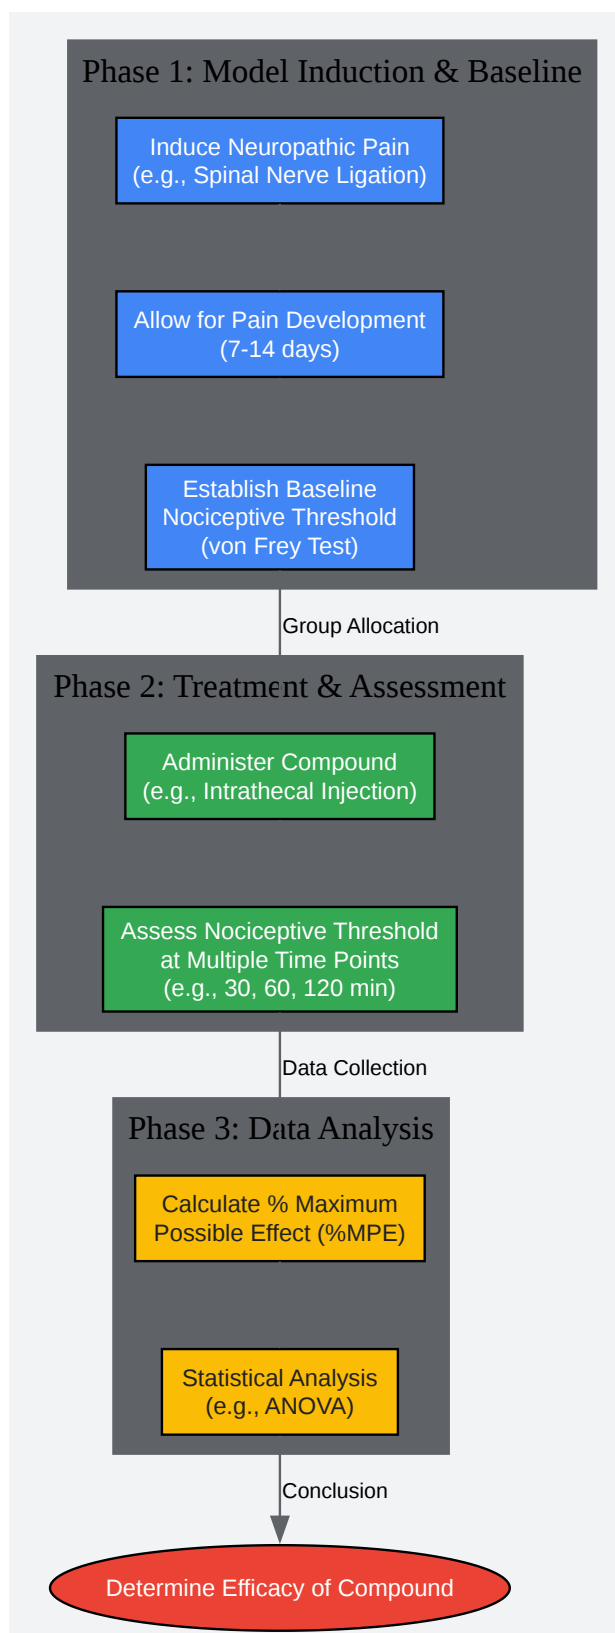 Phase 1: Model Induction & Baseline
Induce Neuropathic Pain
(e.g., Spinal Nerve Ligation)
Allow for Pain Development
(7-14 days)
Establish Baseline
Nociceptive Threshold
(von Frey Test)
Group Allocation
Phase 2: Treatment & Assessment
Administer Compound
(e.g., Intrathecal Injection)
Assess Nociceptive Threshold
at Multiple Time Points
(e.g., 30, 60, 120 min)
Data Collection
Phase 3: Data Analysis
Calculate % Maximum
Possible Effect (%MPE)
Statistical Analysis
(e.g., ANOVA)
Conclusion
Determine Efficacy of Compound